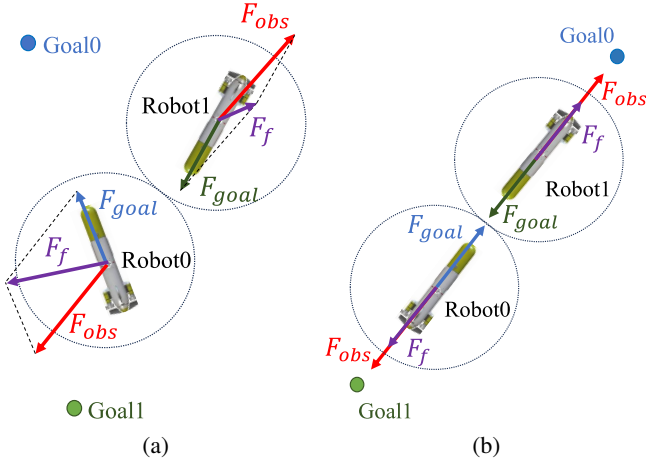 Goal0
F_obs
Robot1
F_f
F_goal
F_goal
F_f
Robot0
F_obs
Goal1
(a)
Goal0
F_obs
F_f
Robot1
F_goal
F_goal
Robot0
F_obs
F_f
Goal1
(b)